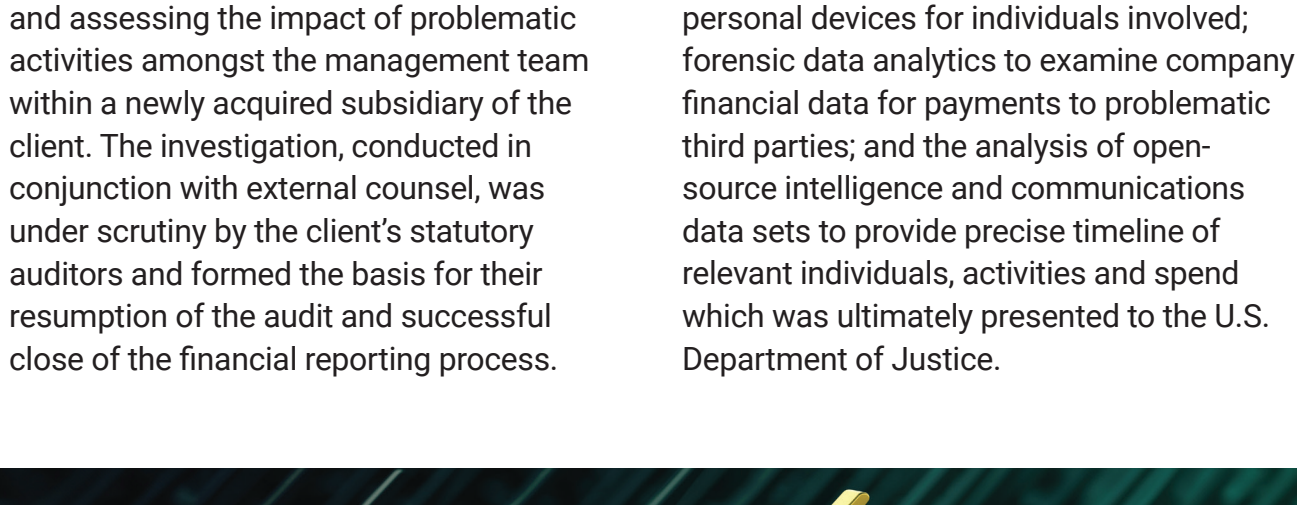 and assessing the impact of problematic
activities amongst the management team
within a newly acquired subsidiary of the
client. The investigation, conducted in
conjunction with external counsel, was
under scrutiny by the client’s statutory
auditors and formed the basis for their
resumption of the audit and successful
close of the financial reporting process.
personal devices for individuals involved;
forensic data analytics to examine company
financial data for payments to problematic
third parties; and the analysis of open-
source intelligence and communications
data sets to provide precise timeline of
relevant individuals, activities and spend
which was ultimately presented to the U.S.
Department of Justice.